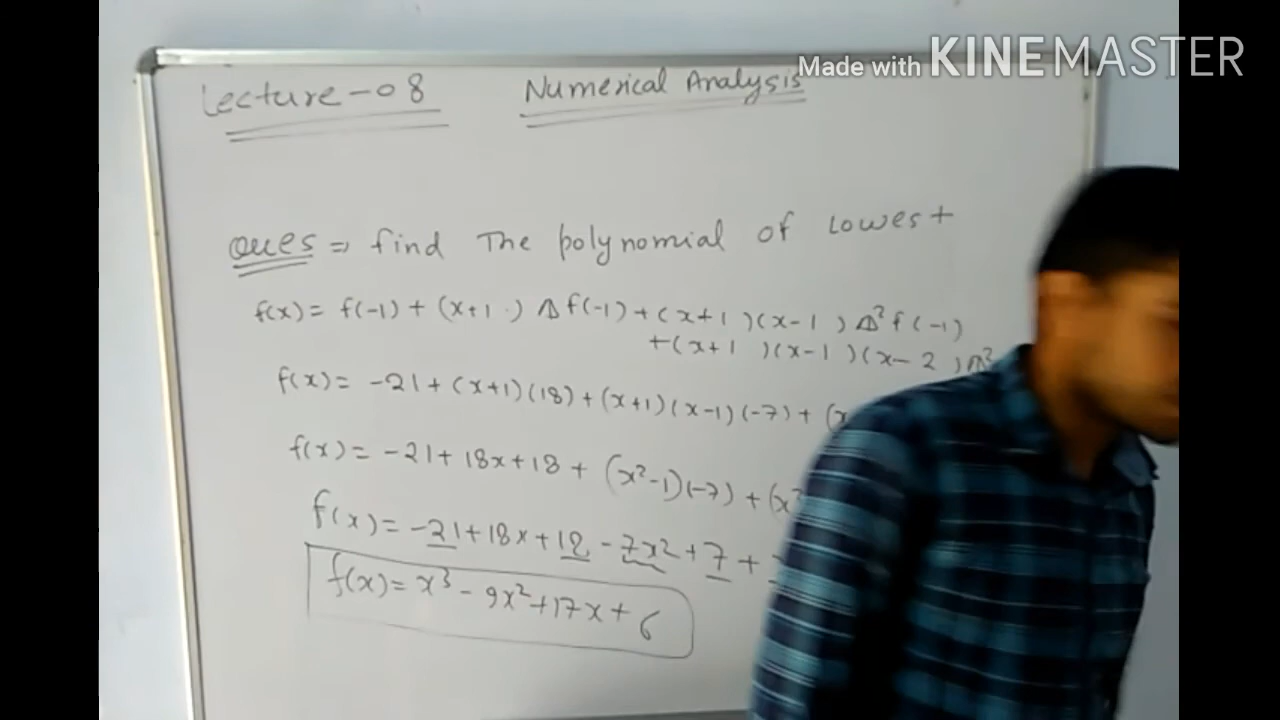 Made with KINEMASTER
Lecture-08 Numerical Analysis
Ques ⇒ find The polynomial of Lowest
f(x) = f(-1) + (x+1 ) Δf(-1) + (x+1 )(x-1 ) Δ²f(-1)
+(x+1 )(x-1 )(x-2 )
f(x) = -21 + (x+1)(18) + (x+1)(x-1)(-7) + (x
f(x) = -21 + 18x + 18 + (x²-1)(-7) + (x²
f(x) = -21 + 18x + 18 - 7x² + 7 +
f(x) = x³ - 9x² + 17x + 6